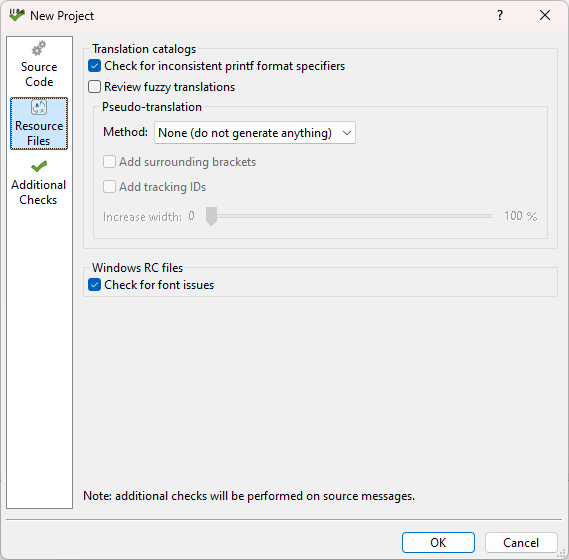 New Project
?
Source
Code
Resource
Files
Additional
Checks
Translation catalogs
Check for inconsistent printf format specifiers
Review fuzzy translations
Pseudo-translation
Method: None (do not generate anything)
Add surrounding brackets
Add tracking IDs
Increase width: 0 100 %
Windows RC files
Check for font issues
Note: additional checks will be performed on source messages.
OK Cancel